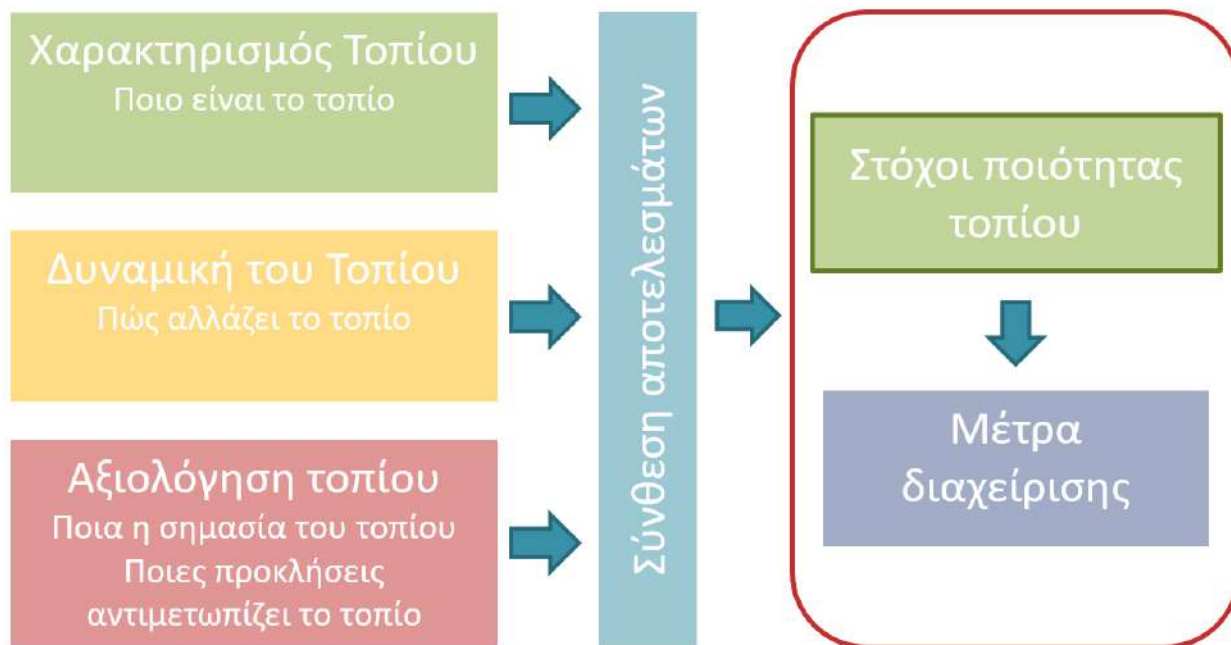 Χαρακτηρισμός Τοπίου
Ποιο είναι το τοπίο
Δυναμική του Τοπίου
Πώς αλλάζει το τοπίο
Αξιολόγηση τοπίου
Ποια η σημασία του τοπίου
Ποιες προκλήσεις
αντιμετωπίζει το τοπίο
Σύνθεση αποτελεσμάτων
Στόχοι ποιότητας
τοπίου
Μέτρα
διαχείρισης